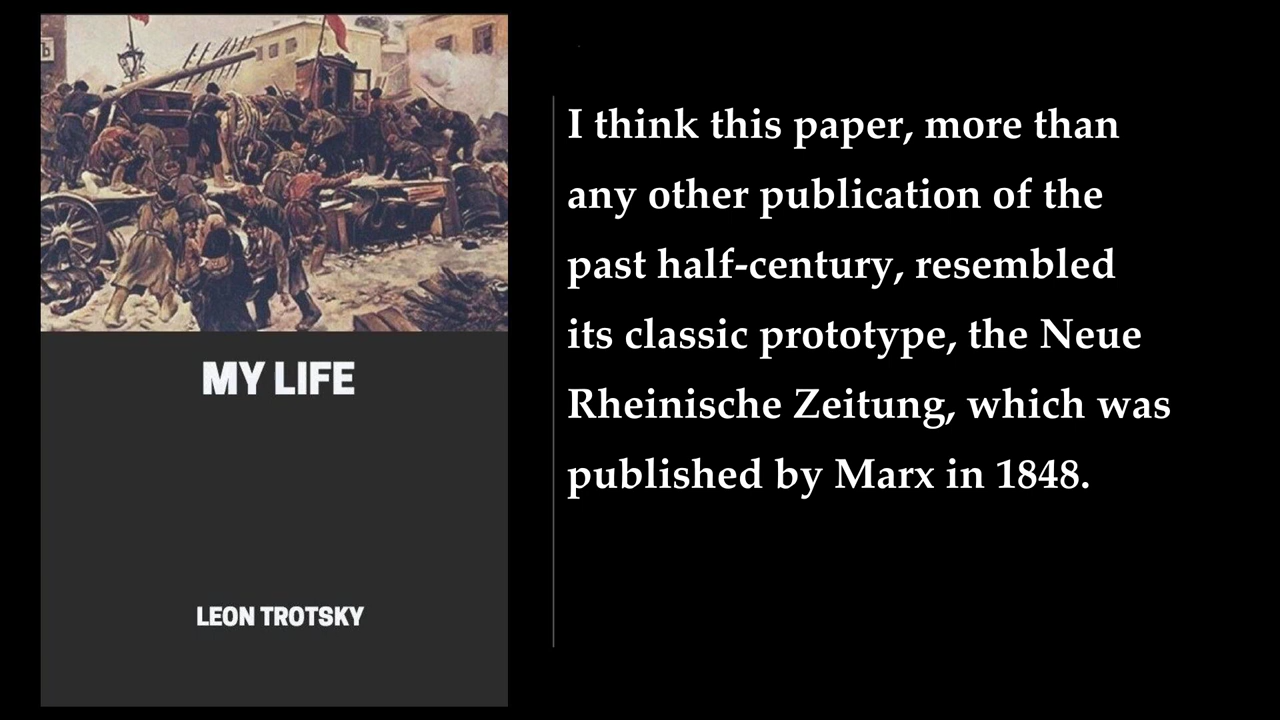 MY LIFE
LEON TROTSKY
I think this paper, more than
any other publication of the
past half-century, resembled
its classic prototype, the Neue
Rheinische Zeitung, which was
published by Marx in 1848.